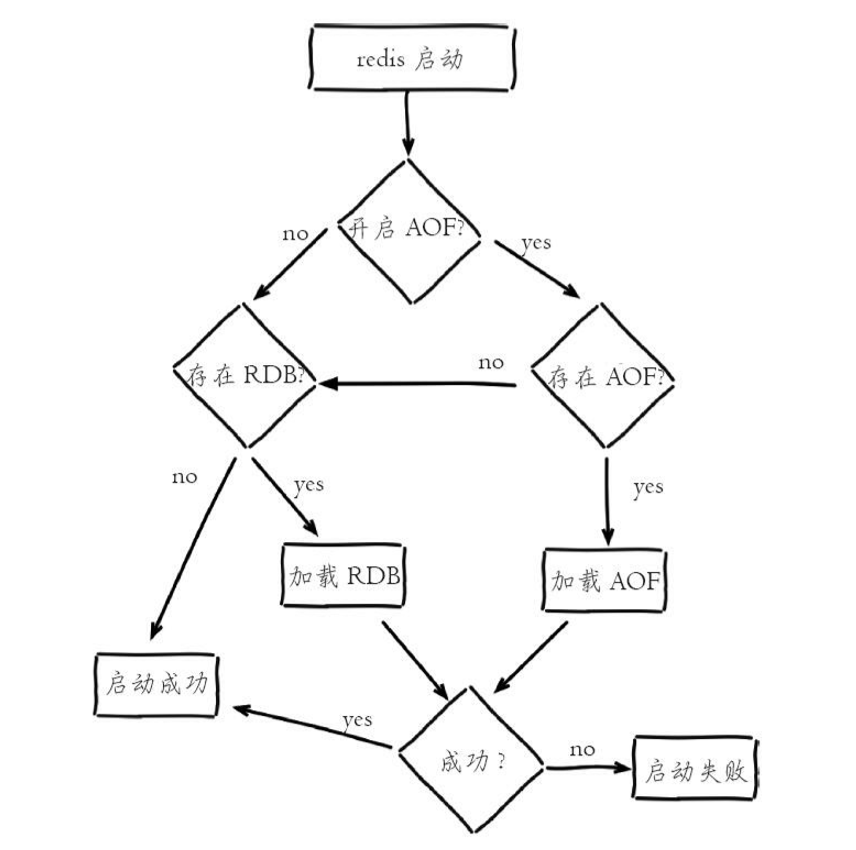 redis 启动
开启 AOF?
no
yes
存在 RDB?
no
存在 AOF?
no
yes
yes
加载 RDB
加载 AOF
启动成功
yes
成功?
no
启动失败